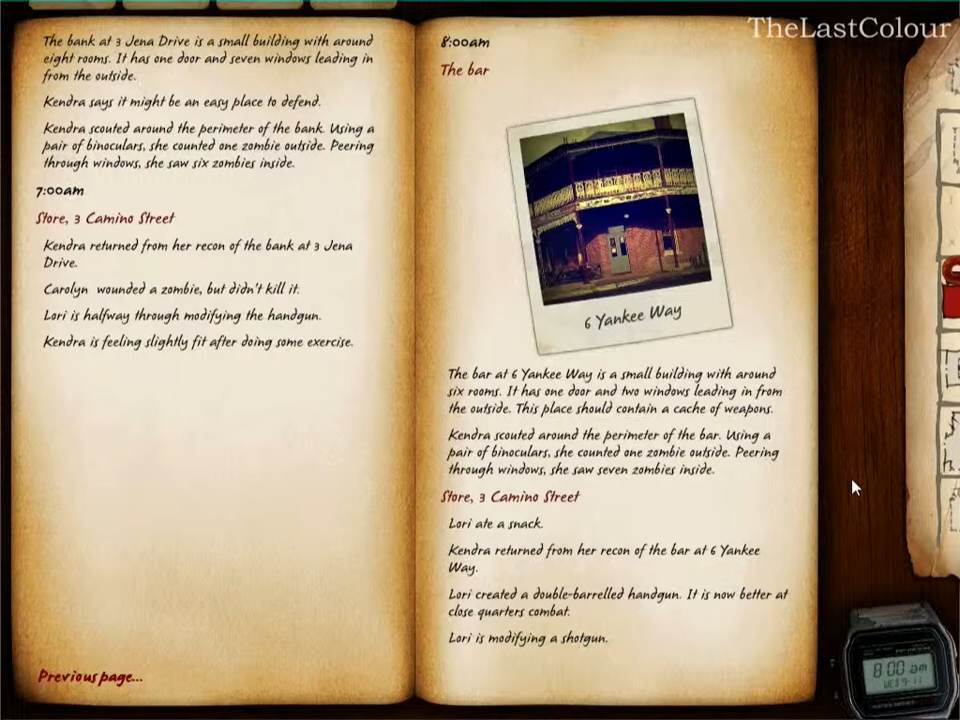 TheLastColour
The bank at 3 Jena Drive is a small building with around
eight rooms. It has one door and seven windows leading in
from the outside.
Kendra says it might be an easy place to defend.
Kendra scouted around the perimeter of the bank. Using a
pair of binoculars, she counted one zombie outside. Peering
through windows, she saw six zombies inside.
7:00am
Store, 3 Camino Street
Kendra returned from her recon of the bank at 3 Jena
Drive.
Carolyn wounded a zombie, but didn't kill it.
Lori is halfway through modifying the handgun.
Kendra is feeling slightly fit after doing some exercise.
Previous page...
8:00am
The bar
6 Yankee Way
The bar at 6 Yankee Way is a small building with around
six rooms. It has one door and two windows leading in from
the outside. This place should contain a cache of weapons.
Kendra scouted around the perimeter of the bar. Using a
pair of binoculars, she counted one zombie outside. Peering
through windows, she saw seven zombies inside.
Store, 3 Camino Street
Lori ate a snack.
Kendra returned from her recon of the bar at 6 Yankee
Way.
Lori created a double-barrelled handgun. It is now better at
close quarters combat.
Lori is modifying a shotgun.
8:00 am